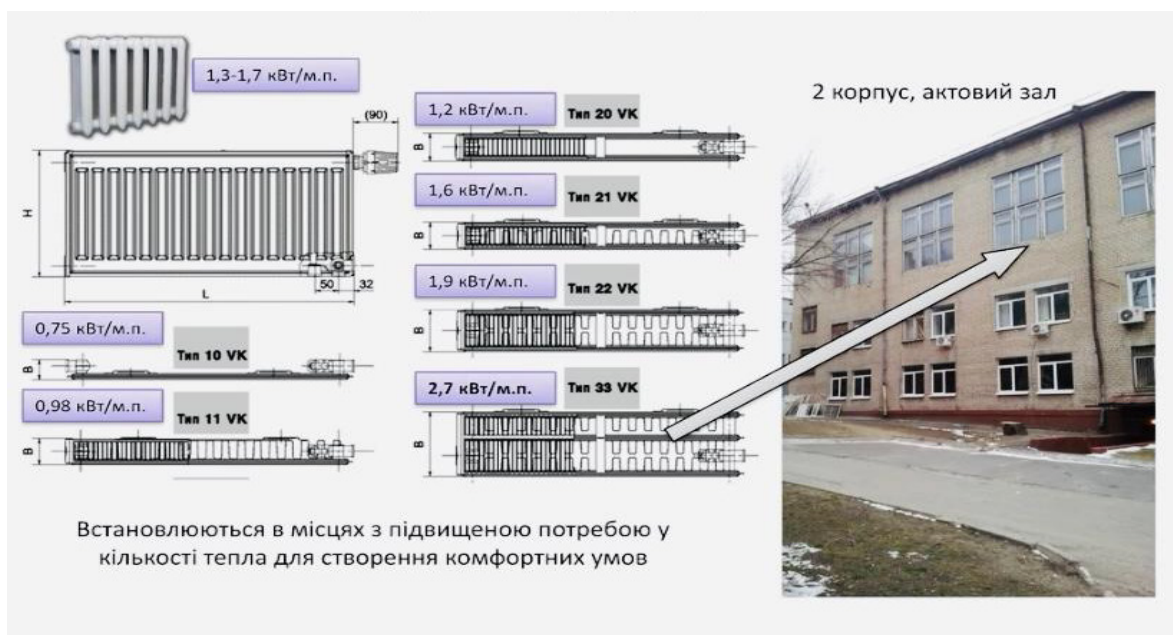 1,3-1,7 кВт/м.п.
(90)
H
50
32
L
0,75 кВт/м.п.
Тип 10 VK
B
0,98 кВт/м.п.
Тип 11 VK
B
1,2 кВт/м.п.
Тип 20 VK
B
1,6 кВт/м.п.
Тип 21 VK
B
1,9 кВт/м.п.
Тип 22 VK
B
2,7 кВт/м.п.
Тип 33 VK
B
2 корпус, актовий зал
Встановлюються в місцях з підвищеною потребою у
кількості тепла для створення комфортних умов